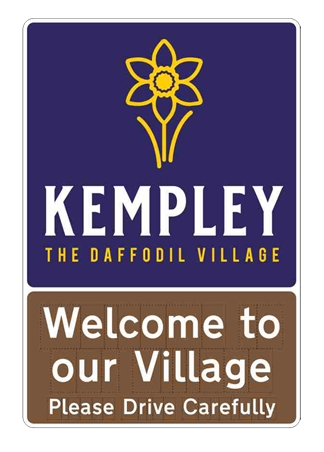 KEMPLEY
THE DAFFODIL VILLAGE
Welcome to
our Village
Please Drive Carefully